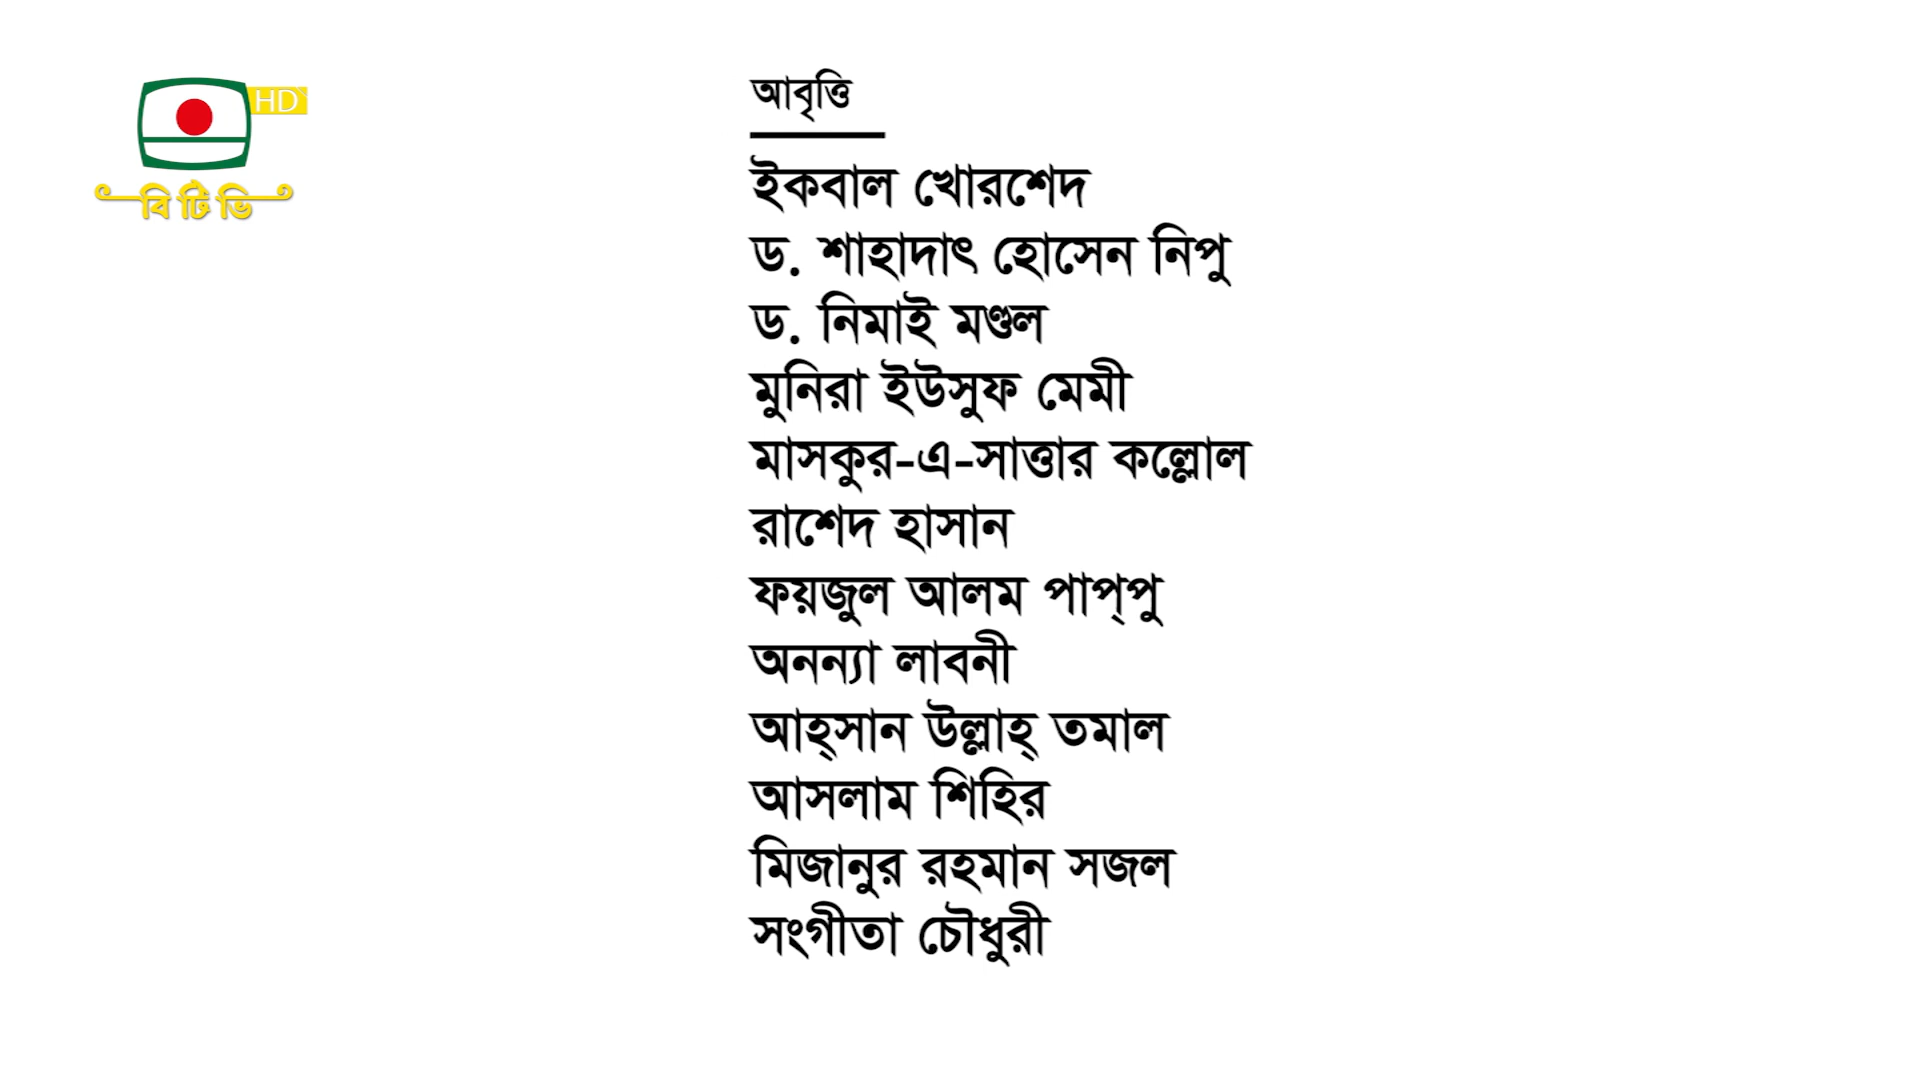 HD
বিটিভি
আবৃত্তি
ইকবাল খোরশেদ
ড. শাহাদাৎ হোসেন নিপু
ড. নিমাই মণ্ডল
মুনিরা ইউসুফ মেমী
মাসকুর-এ-সাত্তার কল্লোল
রাশেদ হাসান
ফয়জুল আলম পাপ্‌পু
অনন্যা লাবনী
আহ্‌সান উল্লাহ্ তমাল
আসলাম শিহির
মিজানুর রহমান সজল
সংগীতা চৌধুরী